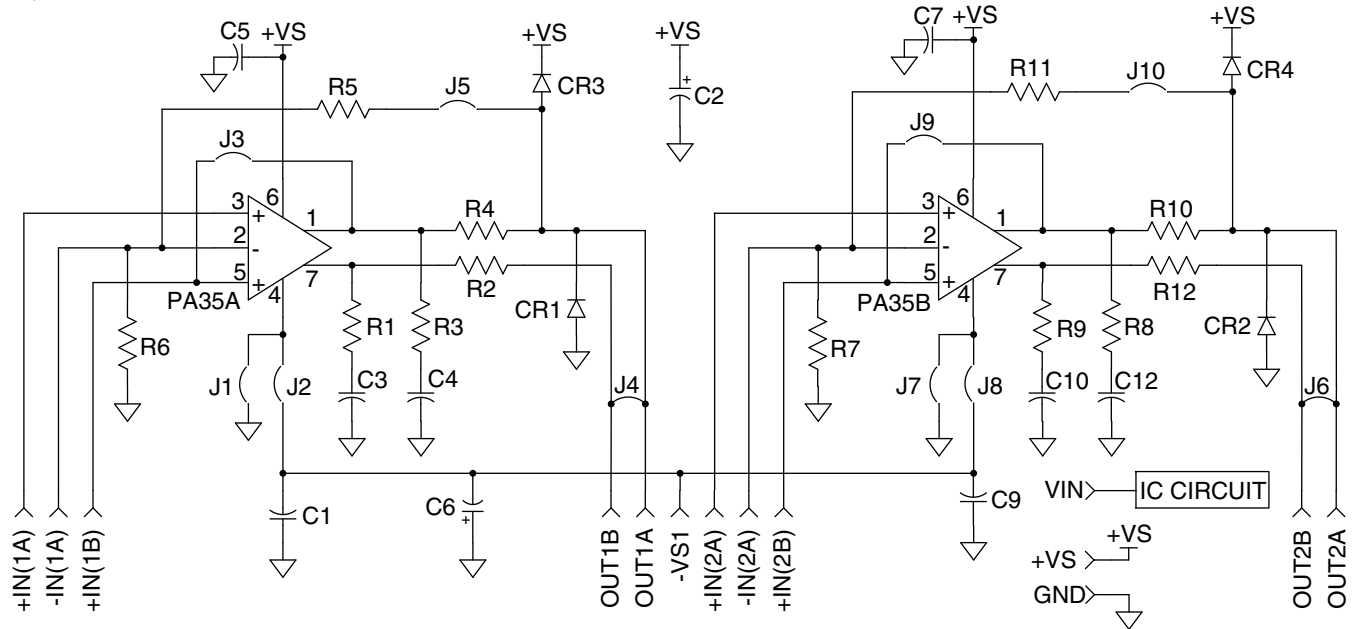 C5
+VS
+VS
C7
+VS
+VS
CR3
C2
+
CR4
R5
J5
R11
J10
J3
J9
3
6
1
R4
3
6
1
R10
+
+
2
-
2
-
5
+
4
7
R2
5
+
4
7
R12
PA35A
PA35B
R6
R1
R3
CR1
R7
R9
R8
CR2
J1
J2
C3
C4
J4
J7
J8
C10
C12
J6
C1
C6
+
C9
VIN
IC CIRCUIT
+VS
+VS
GND
+IN(1A)
-IN(1A)
+IN(1B)
OUT1B
OUT1A
-VS1
+IN(2A)
-IN(2A)
+IN(2B)
OUT2B
OUT2A